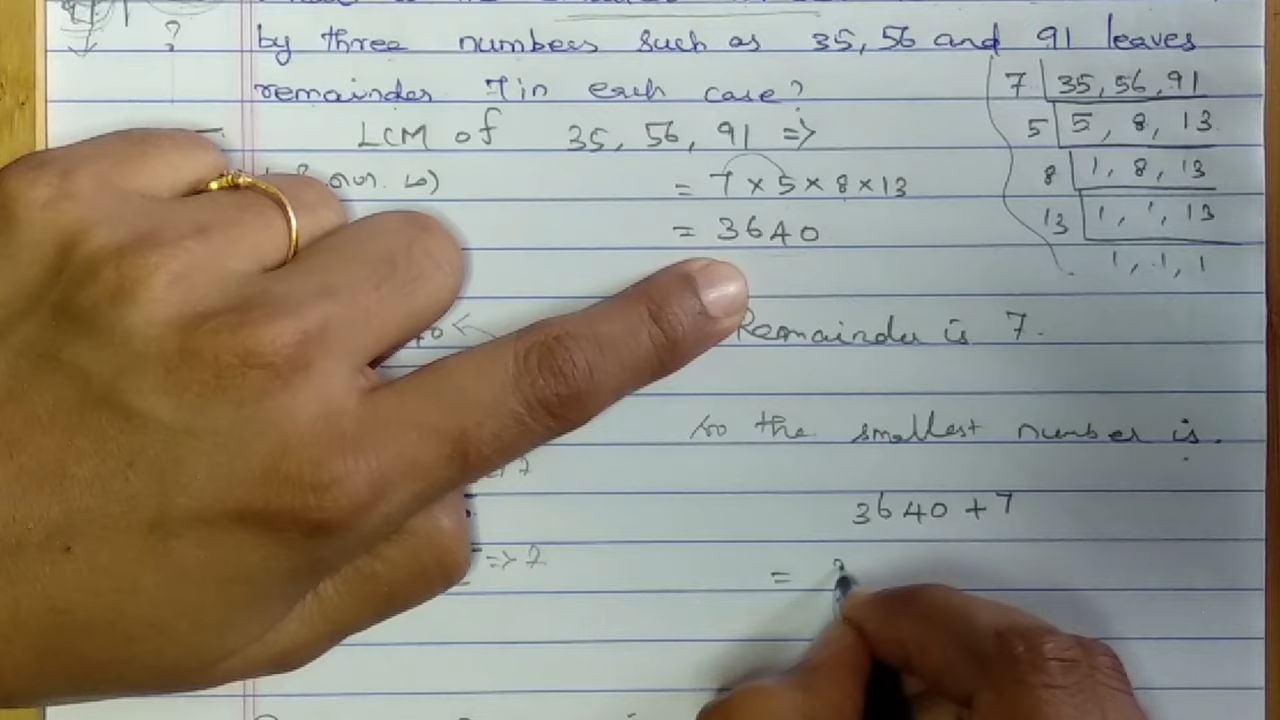 ?
by three numbers such as 35, 56 and 91 leaves
remainder 7 in each case?
LCM of 35, 56, 91 =>
= 7 × 5 × 8 × 13
= 3640
7 | 35, 56, 91
5 | 5, 8, 13
8 | 1, 8, 13
13 | 1, 1, 13
1, 1, 1
Remainder is 7.
So the smallest number is.
3640 + 7
=
=> 7